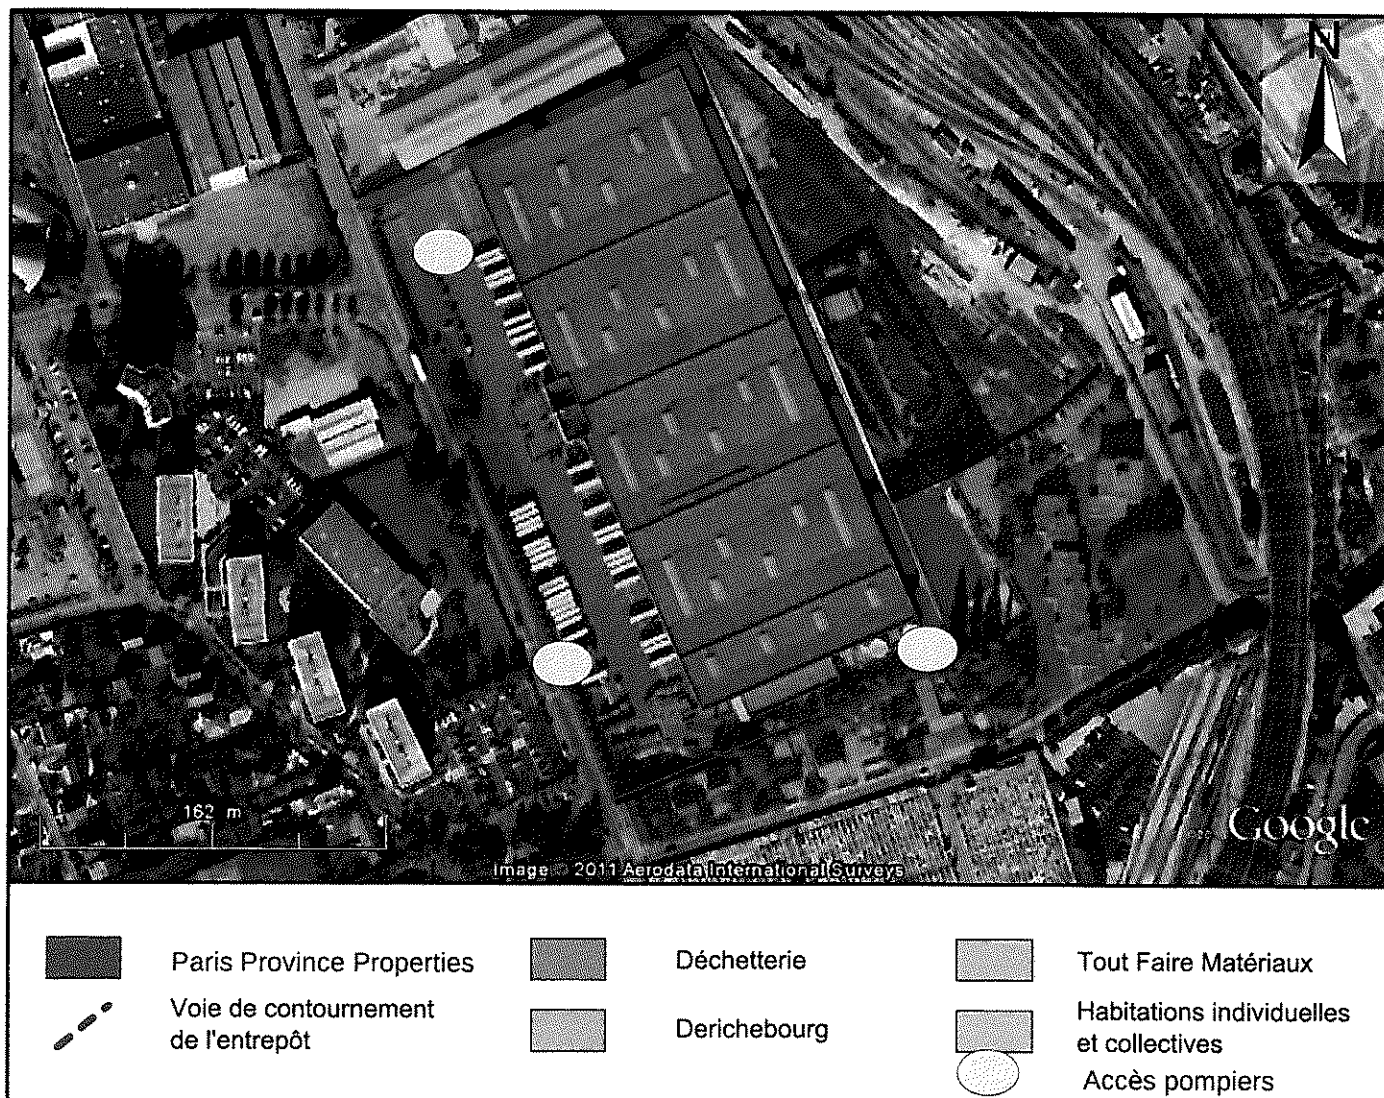 N
162 m
Google
Image © 2011 Aerodata International Surveys
Paris Province Properties
Déchetterie
Tout Faire Matériaux
Voie de contournement
de l'entrepôt
Derichebourg
Habitations individuelles
et collectives
Accès pompiers